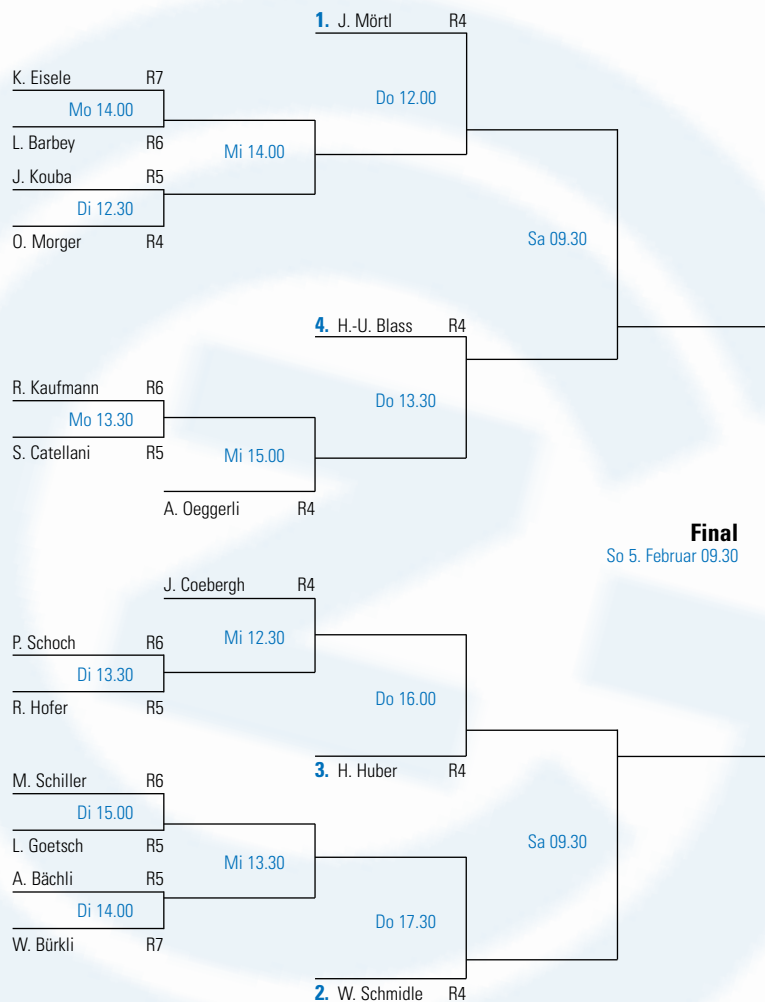 1. J. Mörtl R4
K. Eisele R7
Mo 14.00
Do 12.00
L. Barbey R6
Mi 14.00
J. Kouba R5
Di 12.30
O. Morger R4
Sa 09.30
4. H.-U. Blass R4
R. Kaufmann R6
Mo 13.30
Do 13.30
S. Catellani R5
Mi 15.00
A. Oeggerli R4
Final
So 5. Februar 09.30
J. Coebergh R4
P. Schoch R6
Mi 12.30
Di 13.30
R. Hofer R5
Do 16.00
3. H. Huber R4
M. Schiller R6
Di 15.00
L. Goetsch R5
Sa 09.30
Mi 13.30
A. Bächli R5
Di 14.00
Do 17.30
W. Bürkli R7
2. W. Schmidle R4